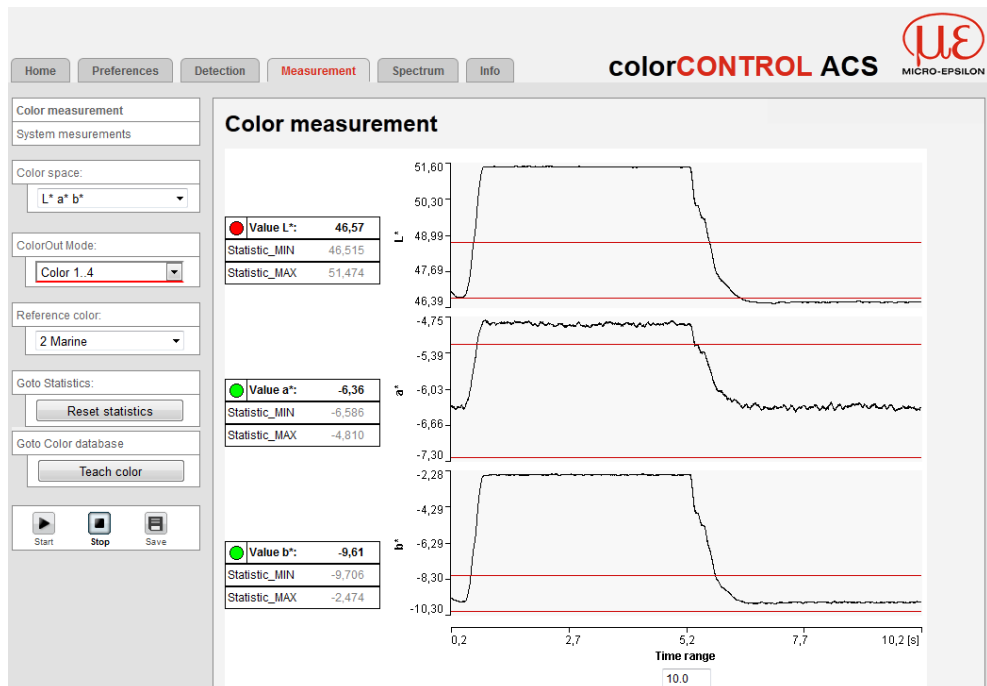 με
MICRO-EPSILON
colorCONTROL ACS
Home
Preferences
Detection
Measurement
Spectrum
Info
Color measurement
System mesurements
Color space:
L* a* b*
ColorOut Mode:
Color 1..4
Reference color:
2 Marine
Goto Statistics:
Reset statistics
Goto Color database
Teach color
Start
Stop
Save
Color measurement
Value L*: 46,57
Statistic_MIN 46,515
Statistic_MAX 51,474
L*
51,60
50,30
48,99
47,69
46,39
Value a*: -6,36
Statistic_MIN -6,586
Statistic_MAX -4,810
a*
-4,75
-5,39
-6,03
-6,66
-7,30
Value b*: -9,61
Statistic_MIN -9,706
Statistic_MAX -2,474
b*
-2,28
-4,29
-6,29
-8,30
-10,30
0,2 2,7 5,2 7,7 10,2 [s]
Time range
10.0